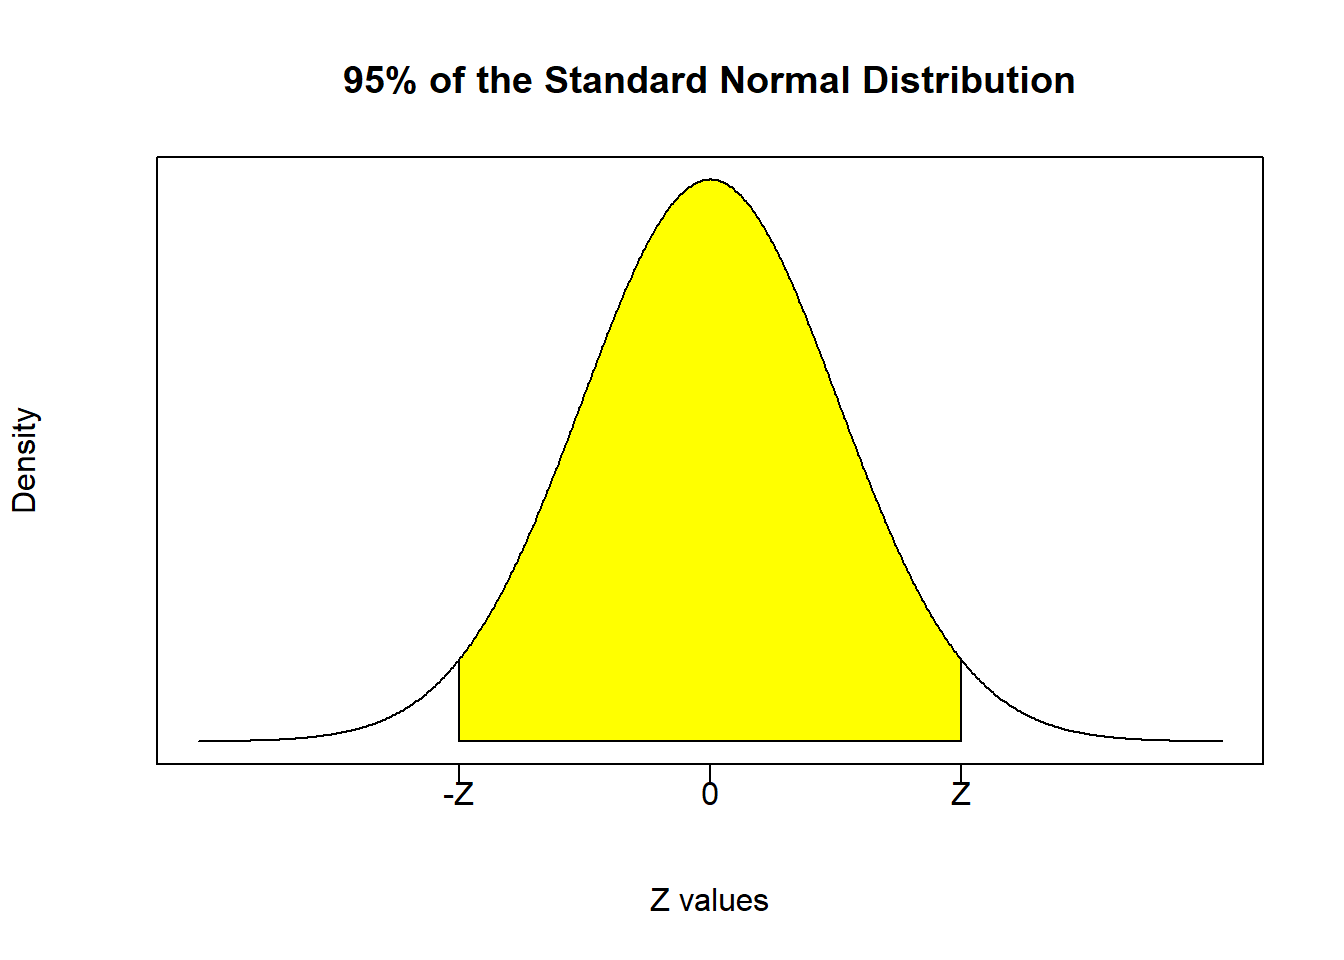 95% of the Standard Normal Distribution
Density
-Z
0
Z
Z values